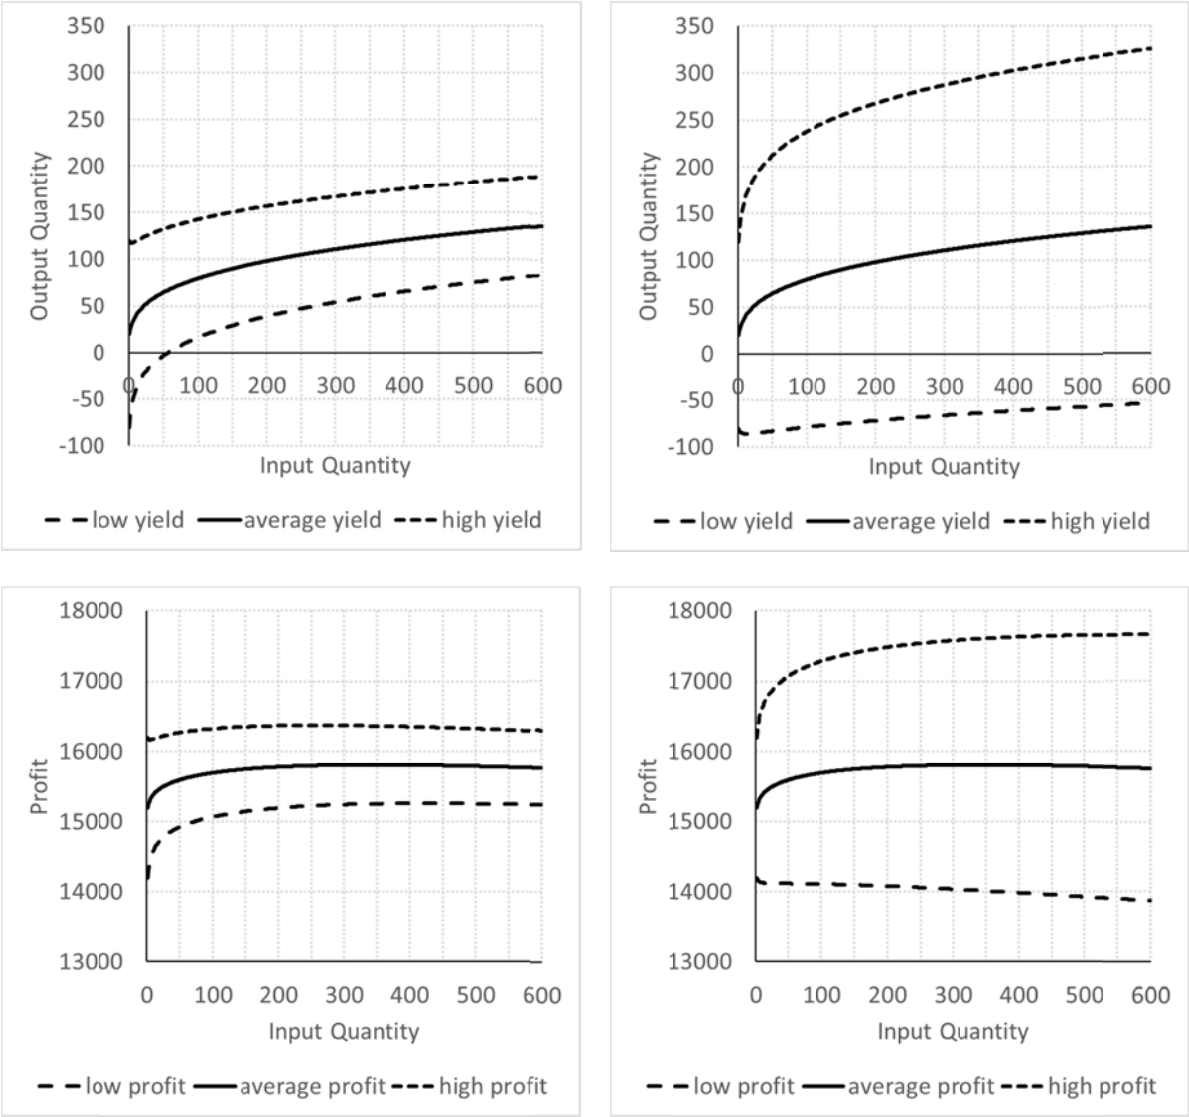 350
300
250
200
150
100
50
0
-50
-100
Output Quantity
0 100 200 300 400 500 600
Input Quantity
low yield average yield high yield
350
300
250
200
150
100
50
0
-50
-100
Output Quantity
0 100 200 300 400 500 600
Input Quantity
low yield average yield high yield
18000
17000
16000
15000
14000
13000
Profit
0 100 200 300 400 500 600
Input Quantity
low profit average profit high profit
18000
17000
16000
15000
14000
13000
Profit
0 100 200 300 400 500 600
Input Quantity
low profit average profit high profit